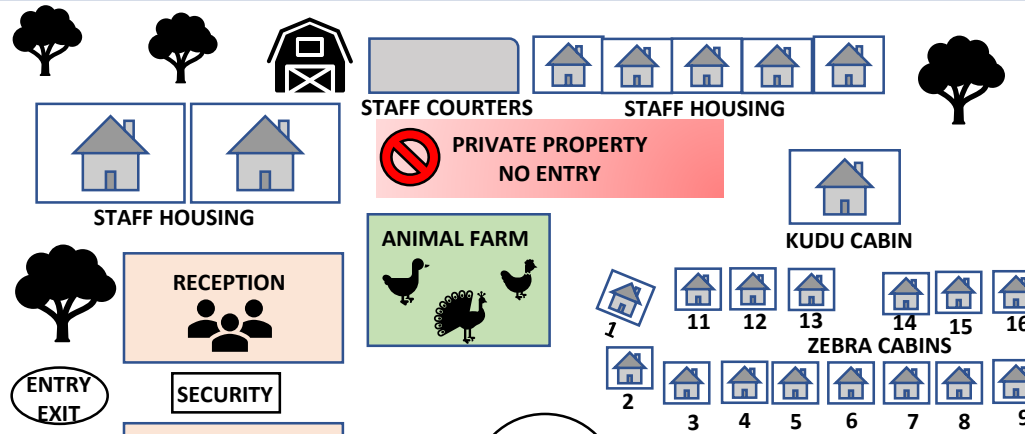 STAFF COURTERS
STAFF HOUSING
PRIVATE PROPERTY
NO ENTRY
STAFF HOUSING
KUDU CABIN
ANIMAL FARM
RECEPTION
1
11
12
13
14
15
16
ZEBRA CABINS
ENTRY
EXIT
SECURITY
2
3
4
5
6
7
8
9